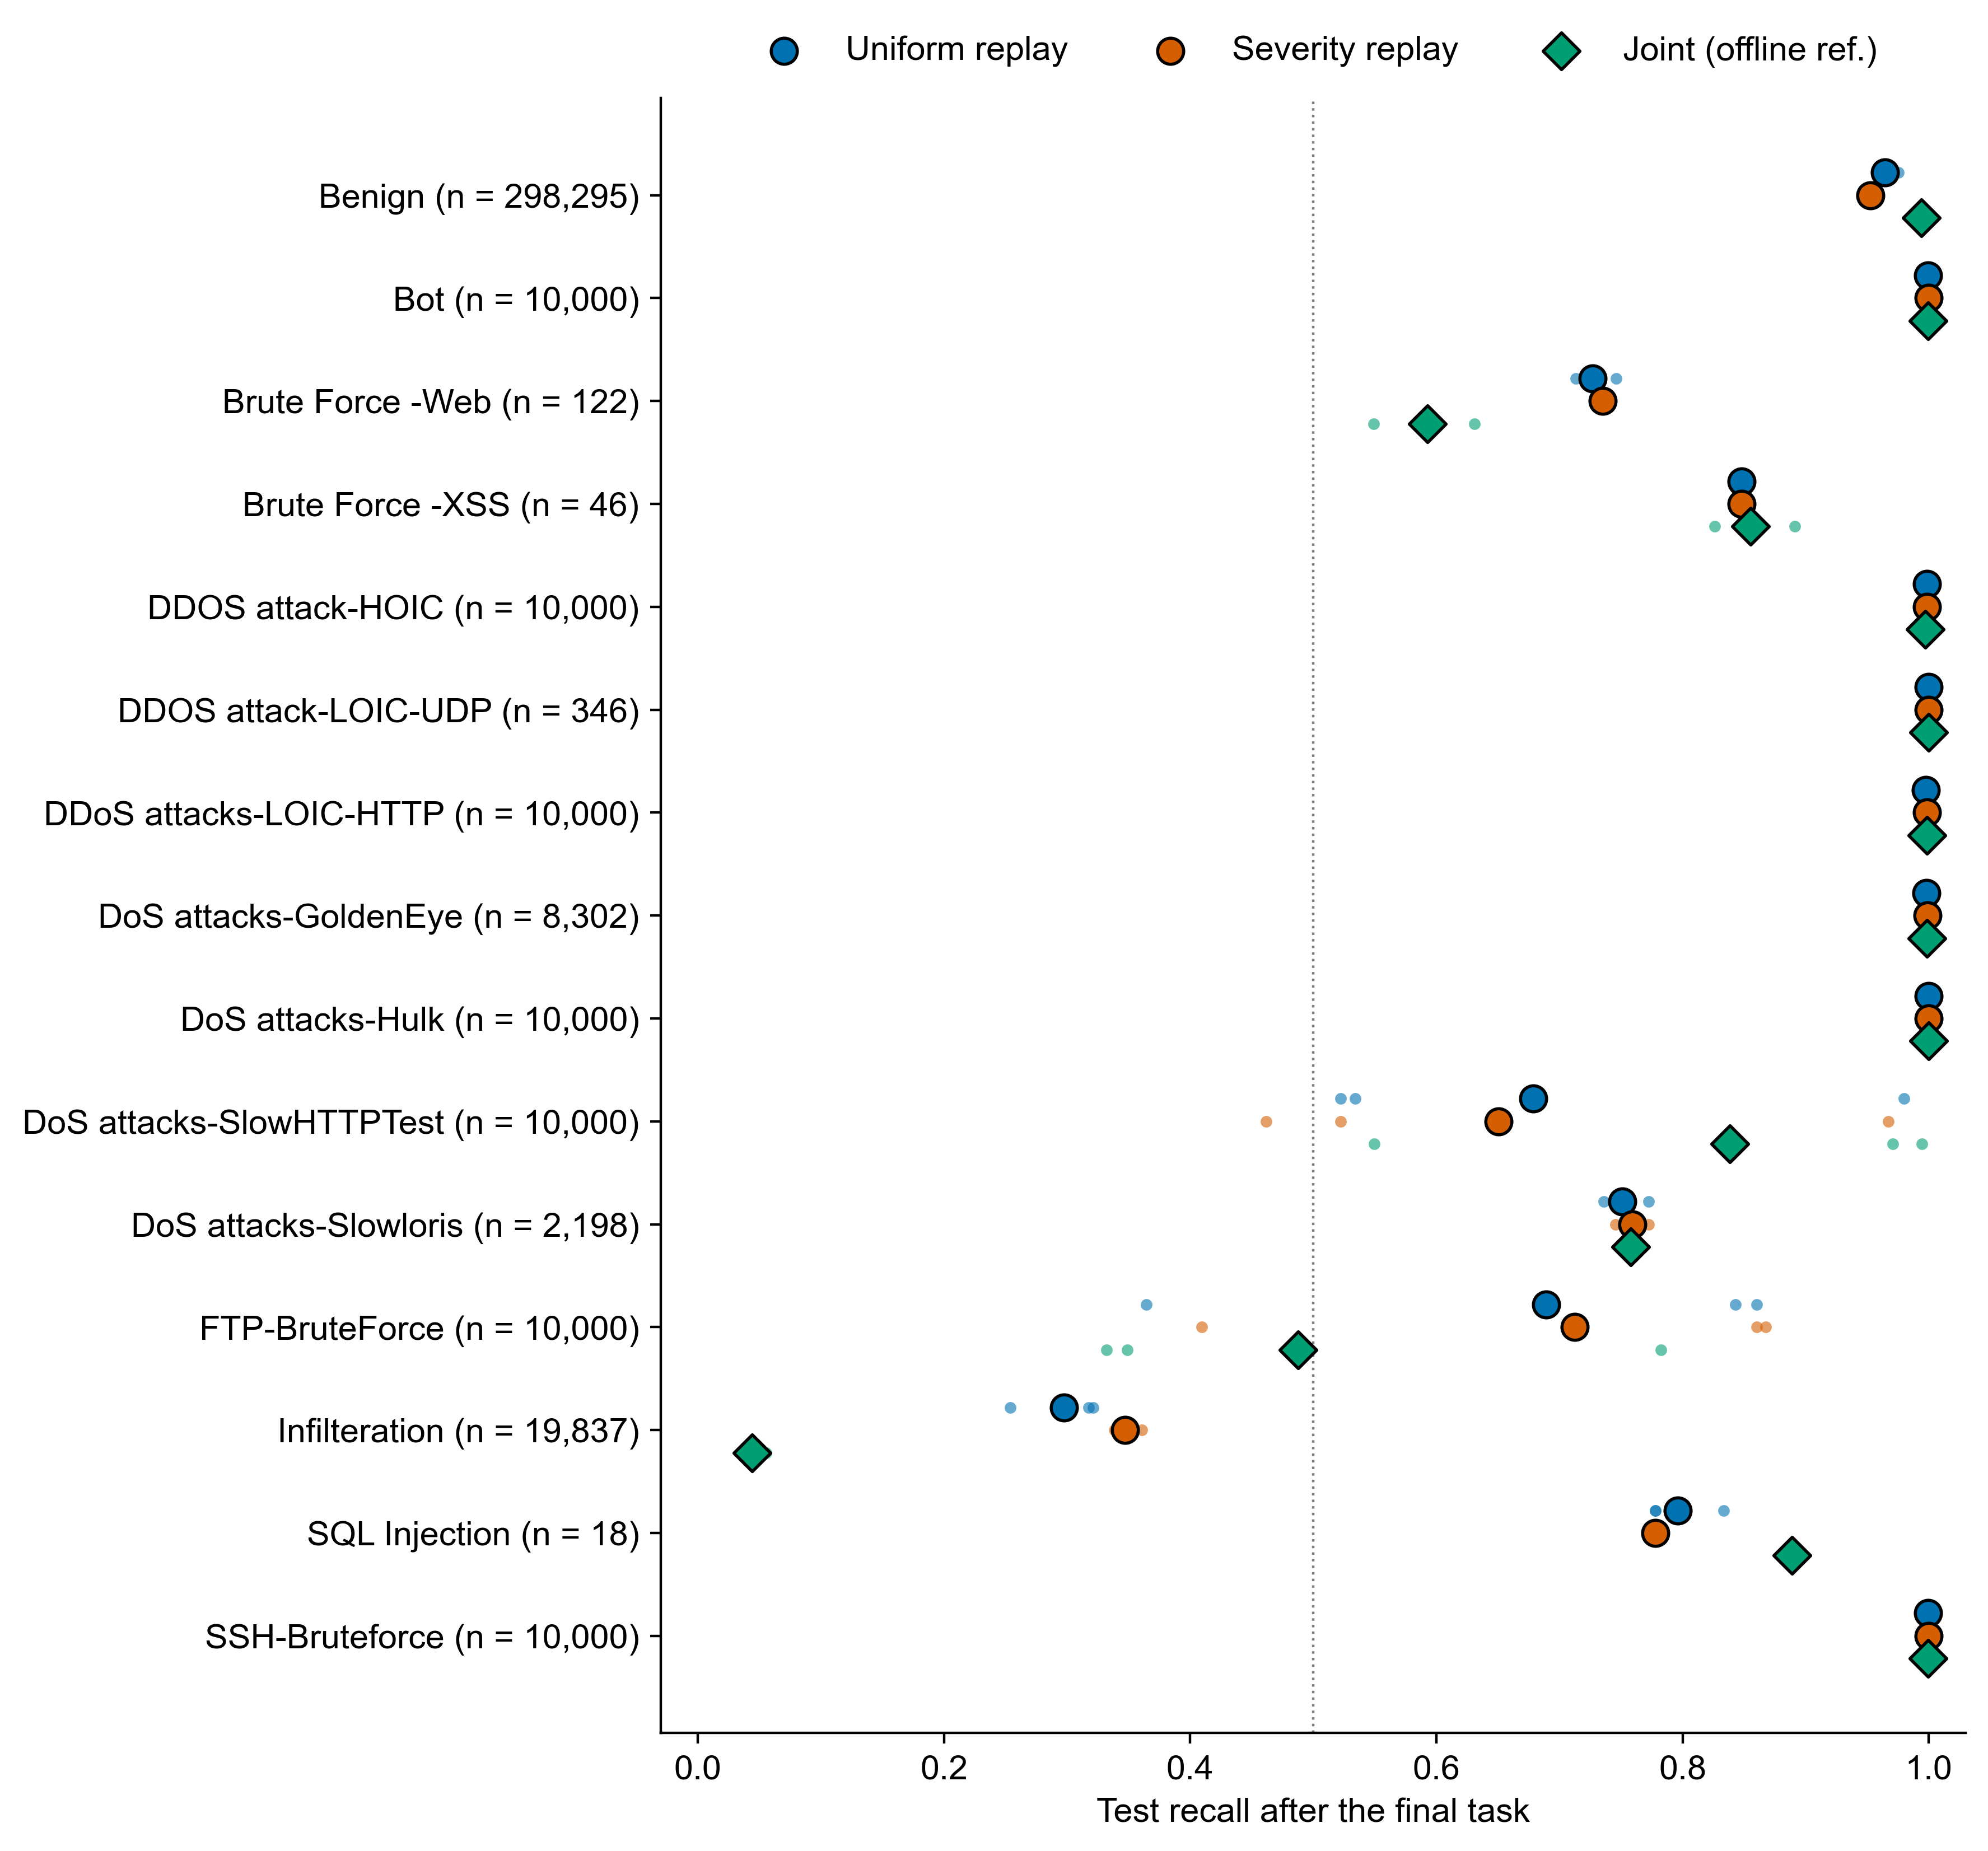 Uniform replay
Severity replay
Joint (offline ref.)
Benign (n = 298,295)
Bot (n = 10,000)
Brute Force -Web (n = 122)
Brute Force -XSS (n = 46)
DDOS attack-HOIC (n = 10,000)
DDOS attack-LOIC-UDP (n = 346)
DDoS attacks-LOIC-HTTP (n = 10,000)
DoS attacks-GoldenEye (n = 8,302)
DoS attacks-Hulk (n = 10,000)
DoS attacks-SlowHTTPTest (n = 10,000)
DoS attacks-Slowloris (n = 2,198)
FTP-BruteForce (n = 10,000)
Infilteration (n = 19,837)
SQL Injection (n = 18)
SSH-Bruteforce (n = 10,000)
0.0 0.2 0.4 0.6 0.8 1.0
Test recall after the final task